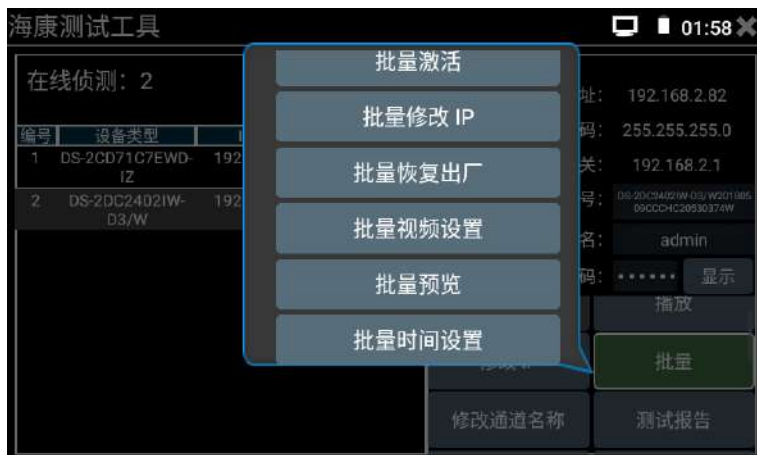 海康测试工具
01:58
在线侦测：2
编号 设备类型
1 DS-2CD71C7EWD-IZ 192
2 DS-2DC2402IW-D3/W 192
批量激活
批量修改 IP
批量恢复出厂
批量视频设置
批量预览
批量时间设置
址： 192.168.2.82
码： 255.255.255.0
关： 192.168.2.1
号：
名： admin
码： •••••• 显示
播放
批量
修改通道名称 测试报告